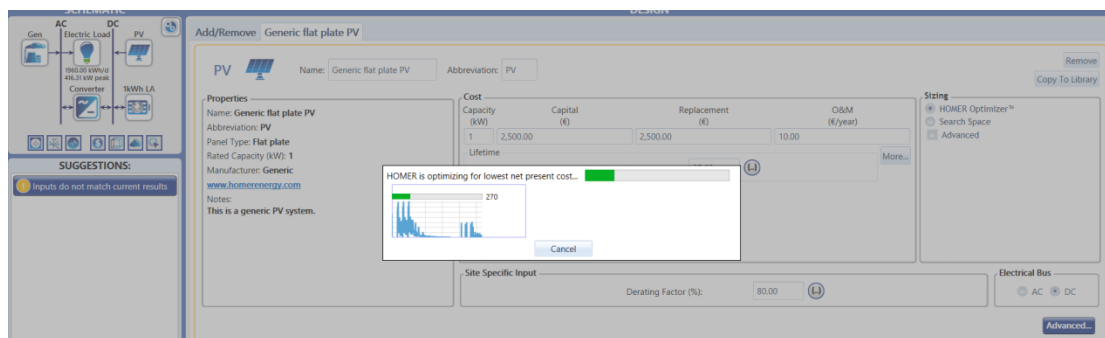 SCHEMATIC
DESIGN
AC DC
Gen Electric Load PV
1960.00 kWh/d
416.31 kW peak
Converter 1kWh LA
SUGGESTIONS:
Inputs do not match current results
Add/Remove Generic flat plate PV
PV Name: Generic flat plate PV Abbreviation: PV
Remove
Copy To Library
Properties
Name: Generic flat plate PV
Abbreviation: PV
Panel Type: Flat plate
Rated Capacity (kW): 1
Manufacturer: Generic
www.homerenergy.com
Notes:
This is a generic PV system.
Cost
Capacity (kW) Capital (€) Replacement (€) O&M (€/year)
1 2,500.00 2,500.00 10.00
Lifetime
More...
Sizing
HOMER Optimizer™
Search Space
Advanced
HOMER is optimizing for lowest net present cost...
270
Cancel
Site Specific Input
Derating Factor (%): 80.00
Electrical Bus
AC DC
Advanced...